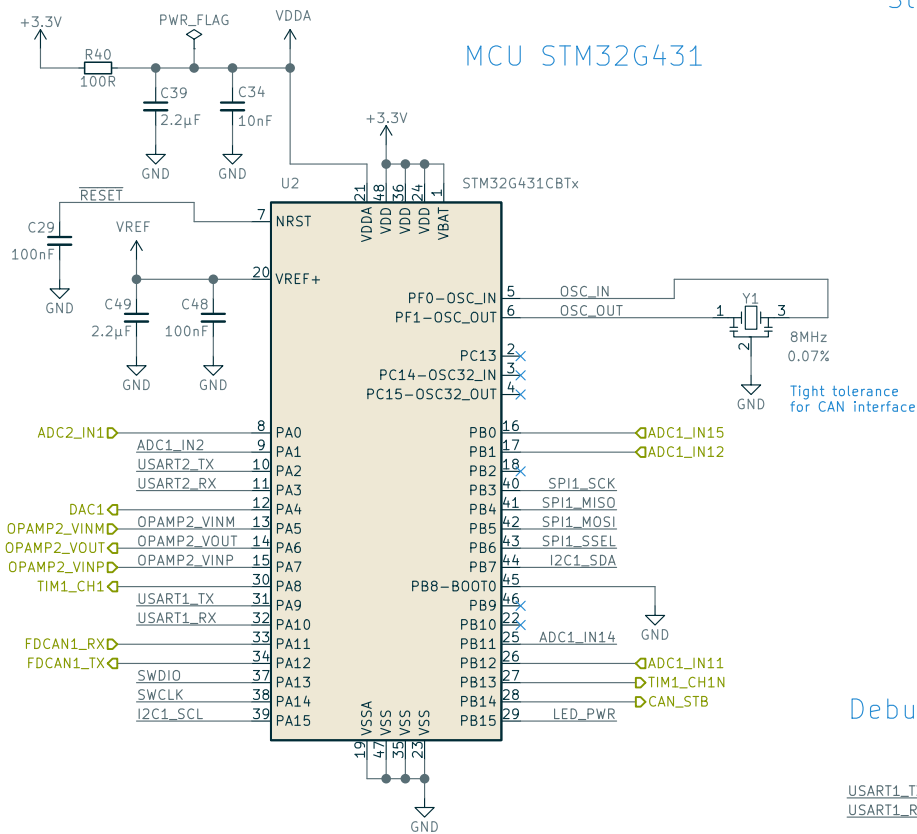 St
+3.3V
PWR_FLAG
VDDA
R40
100R
C39
2.2µF
C34
10nF
GND
GND
MCU STM32G431
+3.3V
U2
STM32G431CBTx
RESET
C29
100nF
GND
VREF
C49
2.2µF
C48
100nF
GND
GND
21
48
36
24
1
VDDA
VDD
VDD
VDD
VBAT
7 NRST
20 VREF+
PF0-OSC_IN 5 OSC_IN
PF1-OSC_OUT 6 OSC_OUT
PC13 2
PC14-OSC32_IN 3
PC15-OSC32_OUT 4
Y1
1
3
2
8MHz
0.07%
GND
Tight tolerance
for CAN interface
ADC2_IN1 8 PA0
ADC1_IN2 9 PA1
USART2_TX 10 PA2
USART2_RX 11 PA3
DAC1 12 PA4
OPAMP2_VINM OPAMP2_VINM 13 PA5
OPAMP2_VOUT OPAMP2_VOUT 14 PA6
OPAMP2_VINP OPAMP2_VINP 15 PA7
TIM1_CH1 30 PA8
USART1_TX 31 PA9
USART1_RX 32 PA10
FDCAN1_RX 33 PA11
FDCAN1_TX 34 PA12
SWDIO 37 PA13
SWCLK 38 PA14
I2C1_SCL 39 PA15
PB0 16 ADC1_IN15
PB1 17 ADC1_IN12
PB2 18
PB3 40 SPI1_SCK
PB4 41 SPI1_MISO
PB5 42 SPI1_MOSI
PB6 43 SPI1_SSEL
PB7 44 I2C1_SDA
PB8-BOOT0 45
PB9 46
PB10 22
GND
PB11 25 ADC1_IN14
PB12 26 ADC1_IN11
PB13 27 TIM1_CH1N
PB14 28 CAN_STB
PB15 29 LED_PWR
VSSA
VSS
VSS
VSS
19
47
35
23
GND
Debu
USART1_T
USART1_R